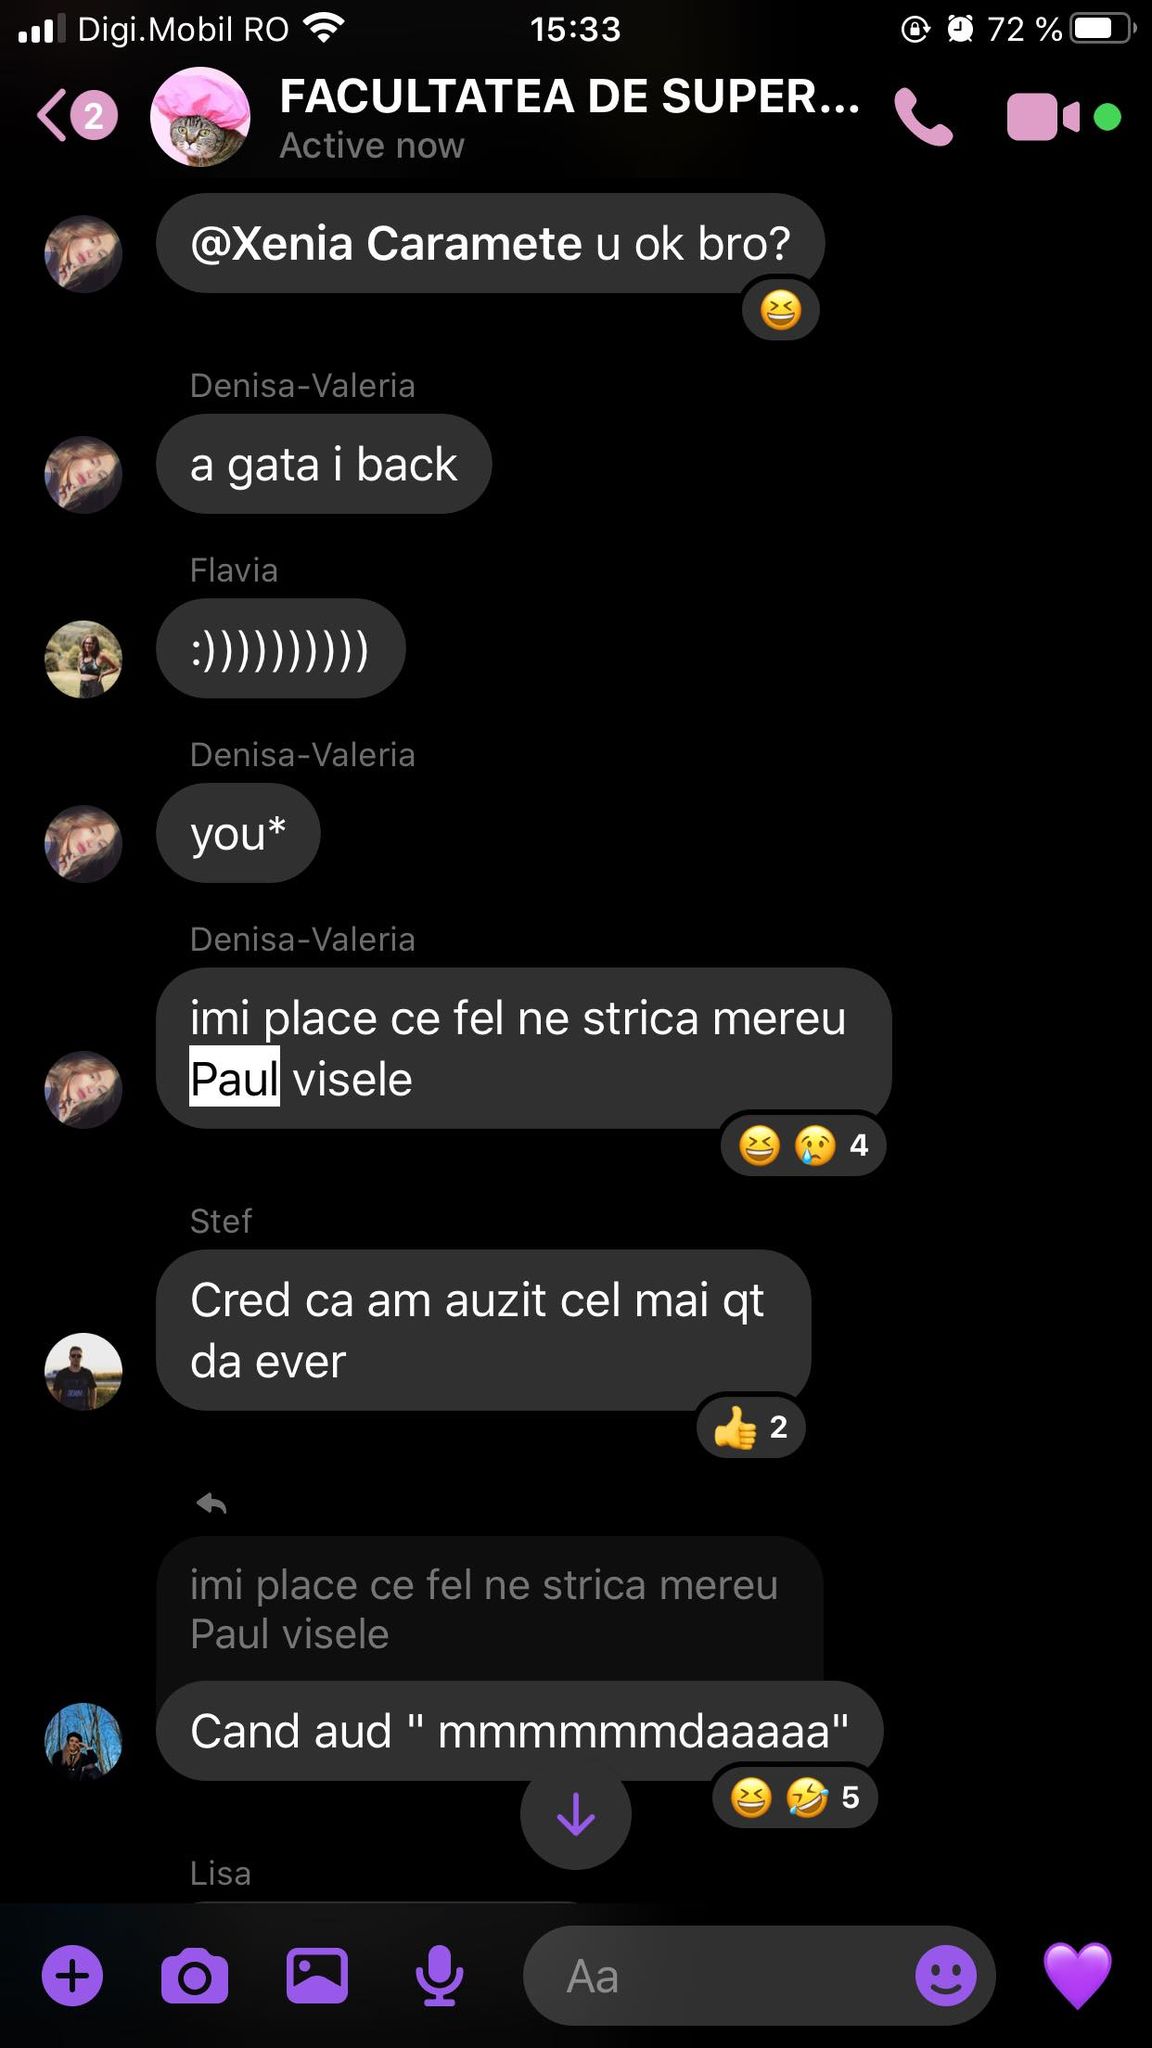 Digi.Mobil RO
15:33
72 %
2
FACULTATEA DE SUPER...
Active now
@Xenia Caramete u ok bro?
Denisa-Valeria
a gata i back
Flavia
:))))))))))
Denisa-Valeria
you*
Denisa-Valeria
imi place ce fel ne strica mereu
Paul visele
4
Stef
Cred ca am auzit cel mai qt
da ever
2
imi place ce fel ne strica mereu
Paul visele
Cand aud " mmmmmmdaaaaa"
5
Lisa
Aa